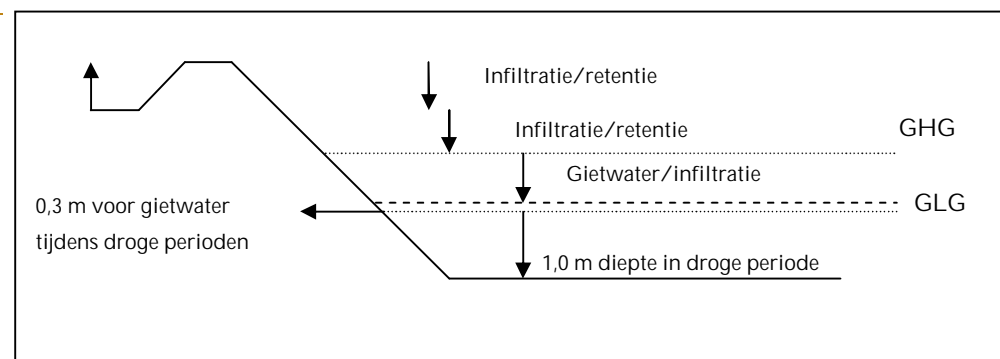 Infiltratie/retentie
Infiltratie/retentie
GHG
Gietwater/infiltratie
0,3 m voor gietwater
tijdens droge perioden
GLG
1,0 m diepte in droge periode